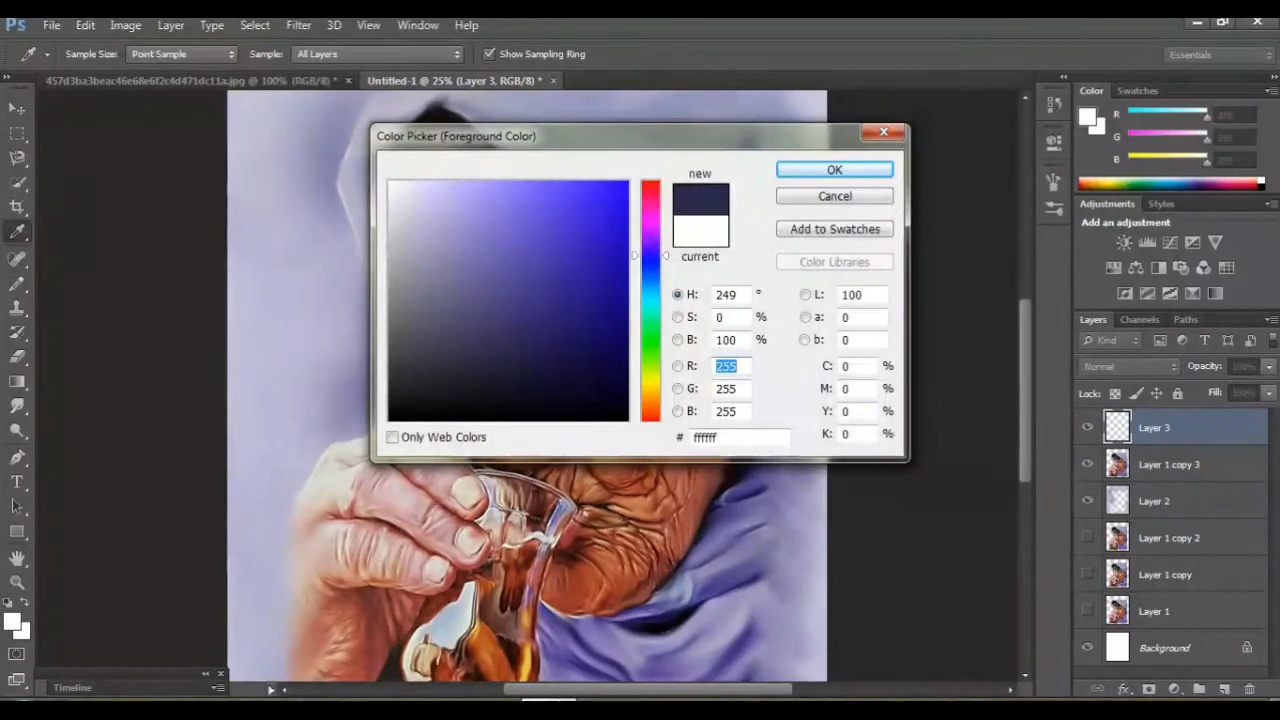 Ps File Edit Image Layer Type Select Filter 3D View Window Help
Sample Size: Point Sample Sample: All Layers Show Sampling Ring Essentials
457d3ba3beac46e68e6f2c4d471dc11a.jpg @ 100% (RGB/8) * × Untitled-1 @ 25% (Layer 3, RGB/8) * ×
Color Swatches
R 255
G 255
B 255
Color Picker (Foreground Color)
new
current
OK
Cancel
Add to Swatches
Color Libraries
H: 249 ° L: 100
S: 0 % a: 0
B: 100 % b: 0
R: 255 C: 0 %
G: 255 M: 0 %
B: 255 Y: 0 %
# ffffff K: 0 %
Only Web Colors
Adjustments Styles
Add an adjustment
Layers Channels Paths
Kind
Normal Opacity: 100%
Lock: Fill: 100%
Layer 3
Layer 1 copy 3
Layer 2
Layer 1 copy 2
Layer 1 copy
Layer 1
Background
Timeline